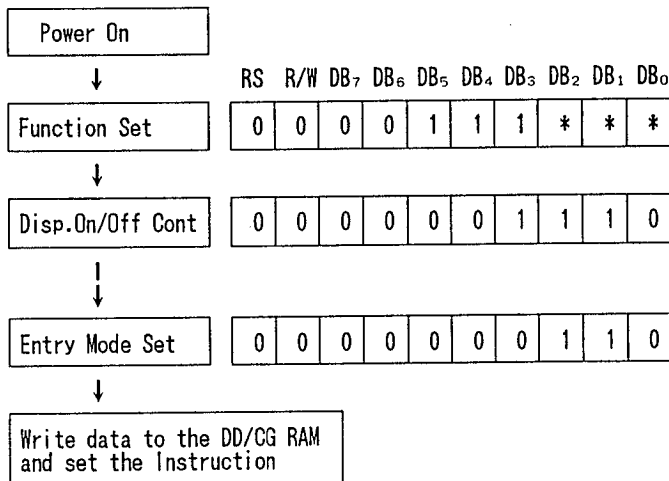 Power On
RS R/W DB₇ DB₆ DB₅ DB₄ DB₃ DB₂ DB₁ DB₀
Function Set 0 0 0 0 1 1 1 * * *
Disp.On/Off Cont 0 0 0 0 0 0 1 1 1 0
Entry Mode Set 0 0 0 0 0 0 0 1 1 0
Write data to the DD/CG RAM
and set the Instruction